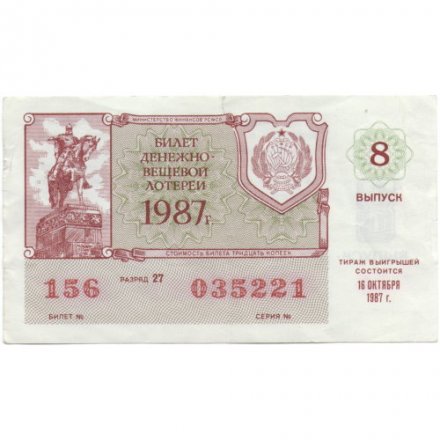 МИНИСТЕРСТВО ФИНАНСОВ РСФСР
БИЛЕТ
ДЕНЕЖНО-
ВЕЩЕВОЙ
ЛОТЕРЕИ
1987 г.
СТОИМОСТЬ БИЛЕТА ТРИДЦАТЬ КОПЕЕК
8
ВЫПУСК
ТИРАЖ ВЫИГРЫШЕЙ
СОСТОИТСЯ
16 ОКТЯБРЯ
1987 г.
156 РАЗРЯД 27 035221
БИЛЕТ № СЕРИЯ №